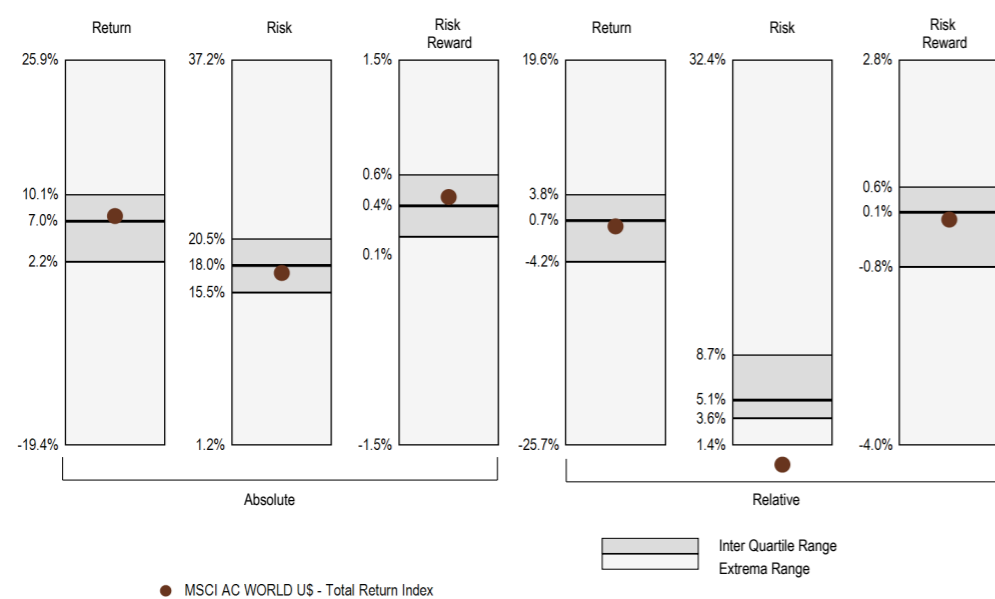 Return
Risk
Risk
Reward
Return
Risk
Risk
Reward
25.9%
10.1%
7.0%
2.2%
-19.4%
37.2%
20.5%
18.0%
15.5%
1.2%
1.5%
0.6%
0.4%
0.1%
-1.5%
19.6%
3.8%
0.7%
-4.2%
-25.7%
32.4%
8.7%
5.1%
3.6%
1.4%
2.8%
0.6%
0.1%
-0.8%
-4.0%
Absolute
Relative
Inter Quartile Range
Extrema Range
MSCI AC WORLD U$ - Total Return Index